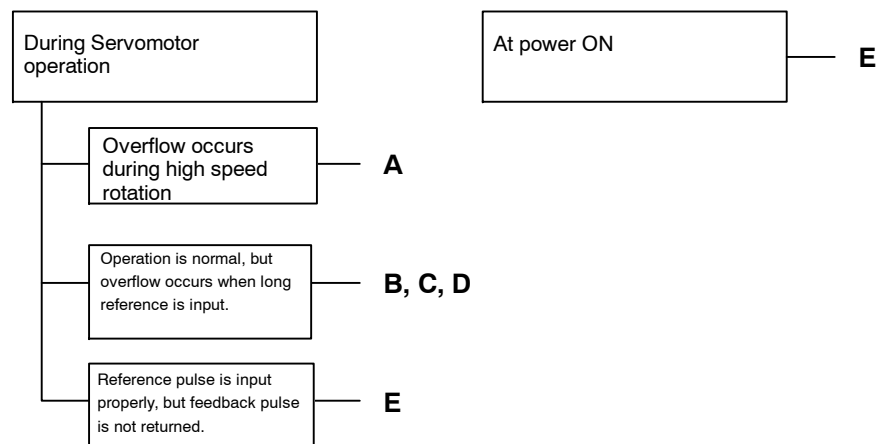 During Servomotor
operation
At power ON
E
Overflow occurs
during high speed
rotation
A
Operation is normal, but
overflow occurs when long
reference is input.
B, C, D
Reference pulse is input
properly, but feedback pulse
is not returned.
E